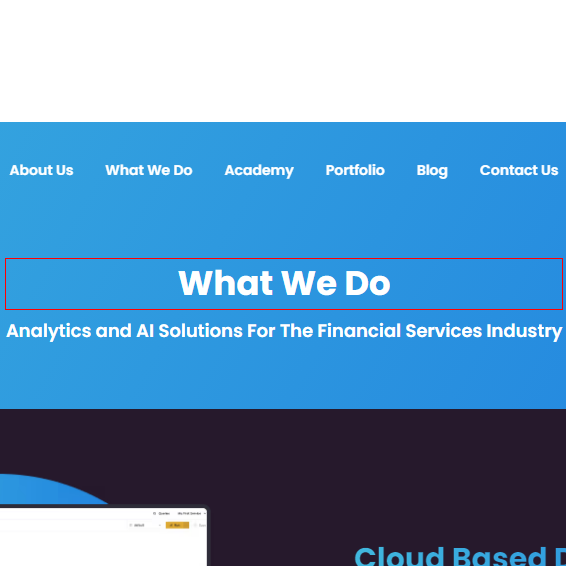 About Us What We Do Academy Portfolio Blog Contact Us
What We Do
Analytics and AI Solutions For The Financial Services Industry
Cloud Based